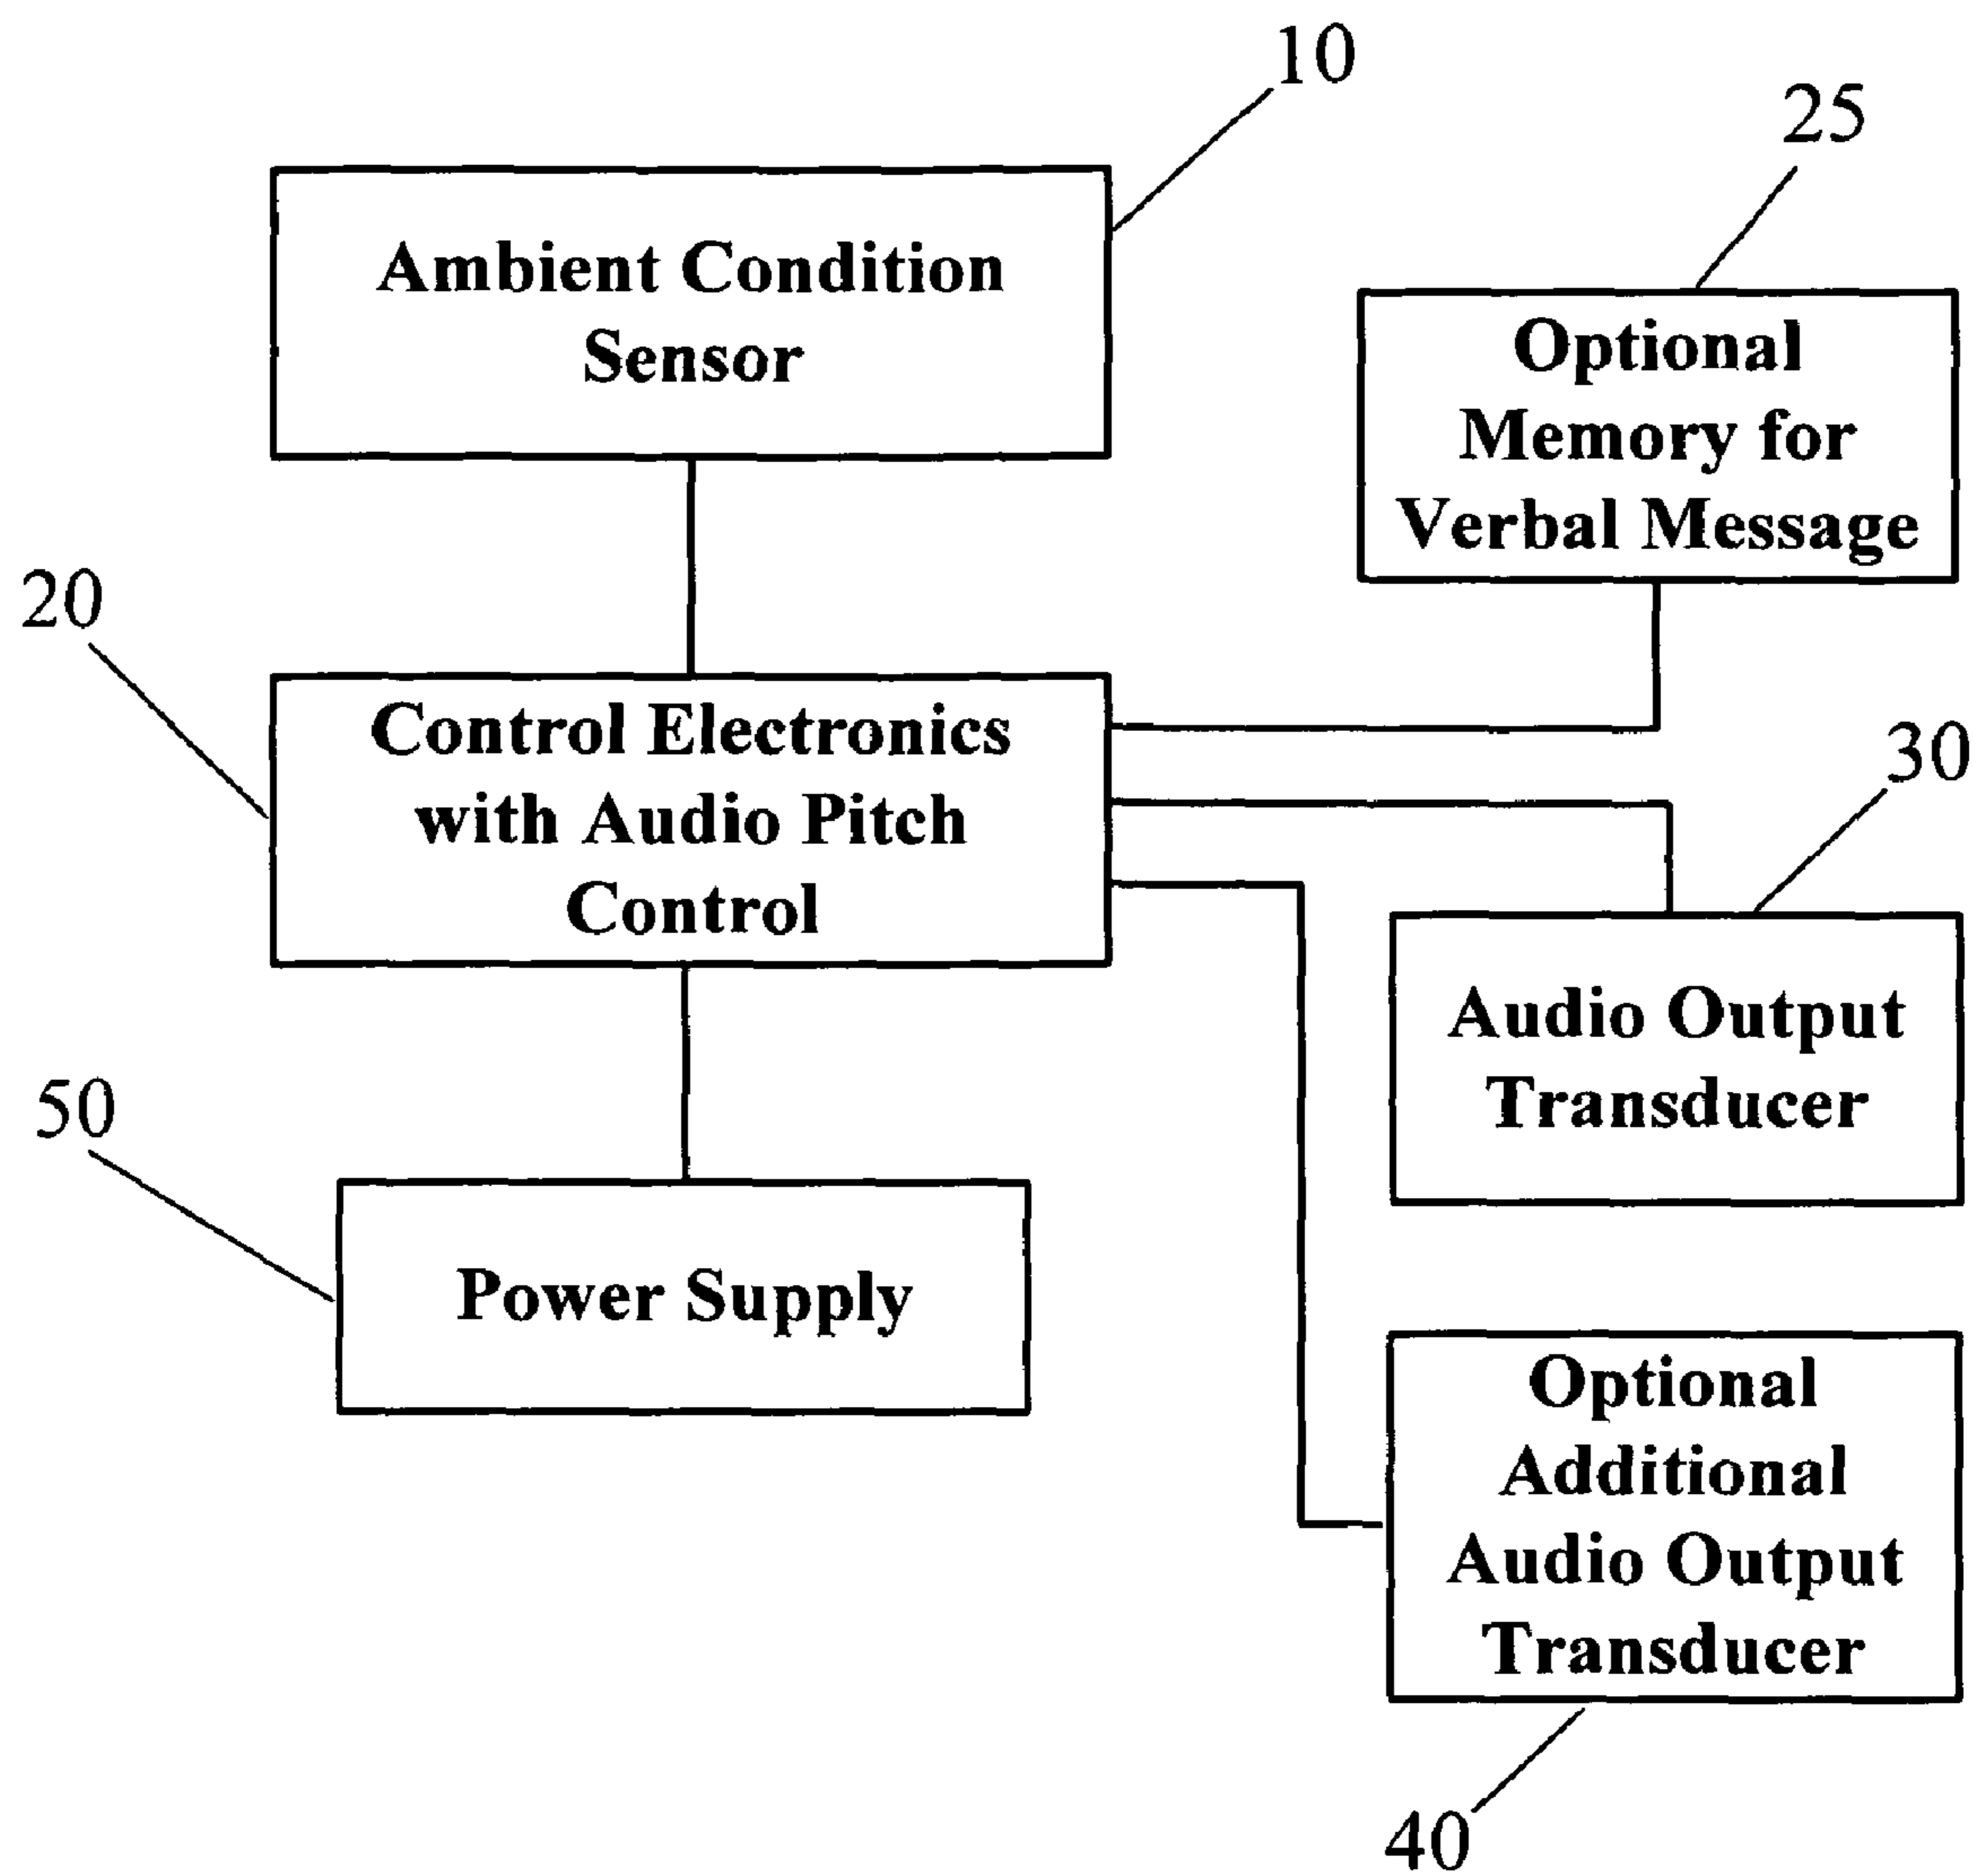 10
Ambient Condition
Sensor
25
Optional
Memory for
Verbal Message
20
Control Electronics
with Audio Pitch
Control
30
Audio Output
Transducer
50
Power Supply
Optional
Additional
Audio Output
Transducer
40